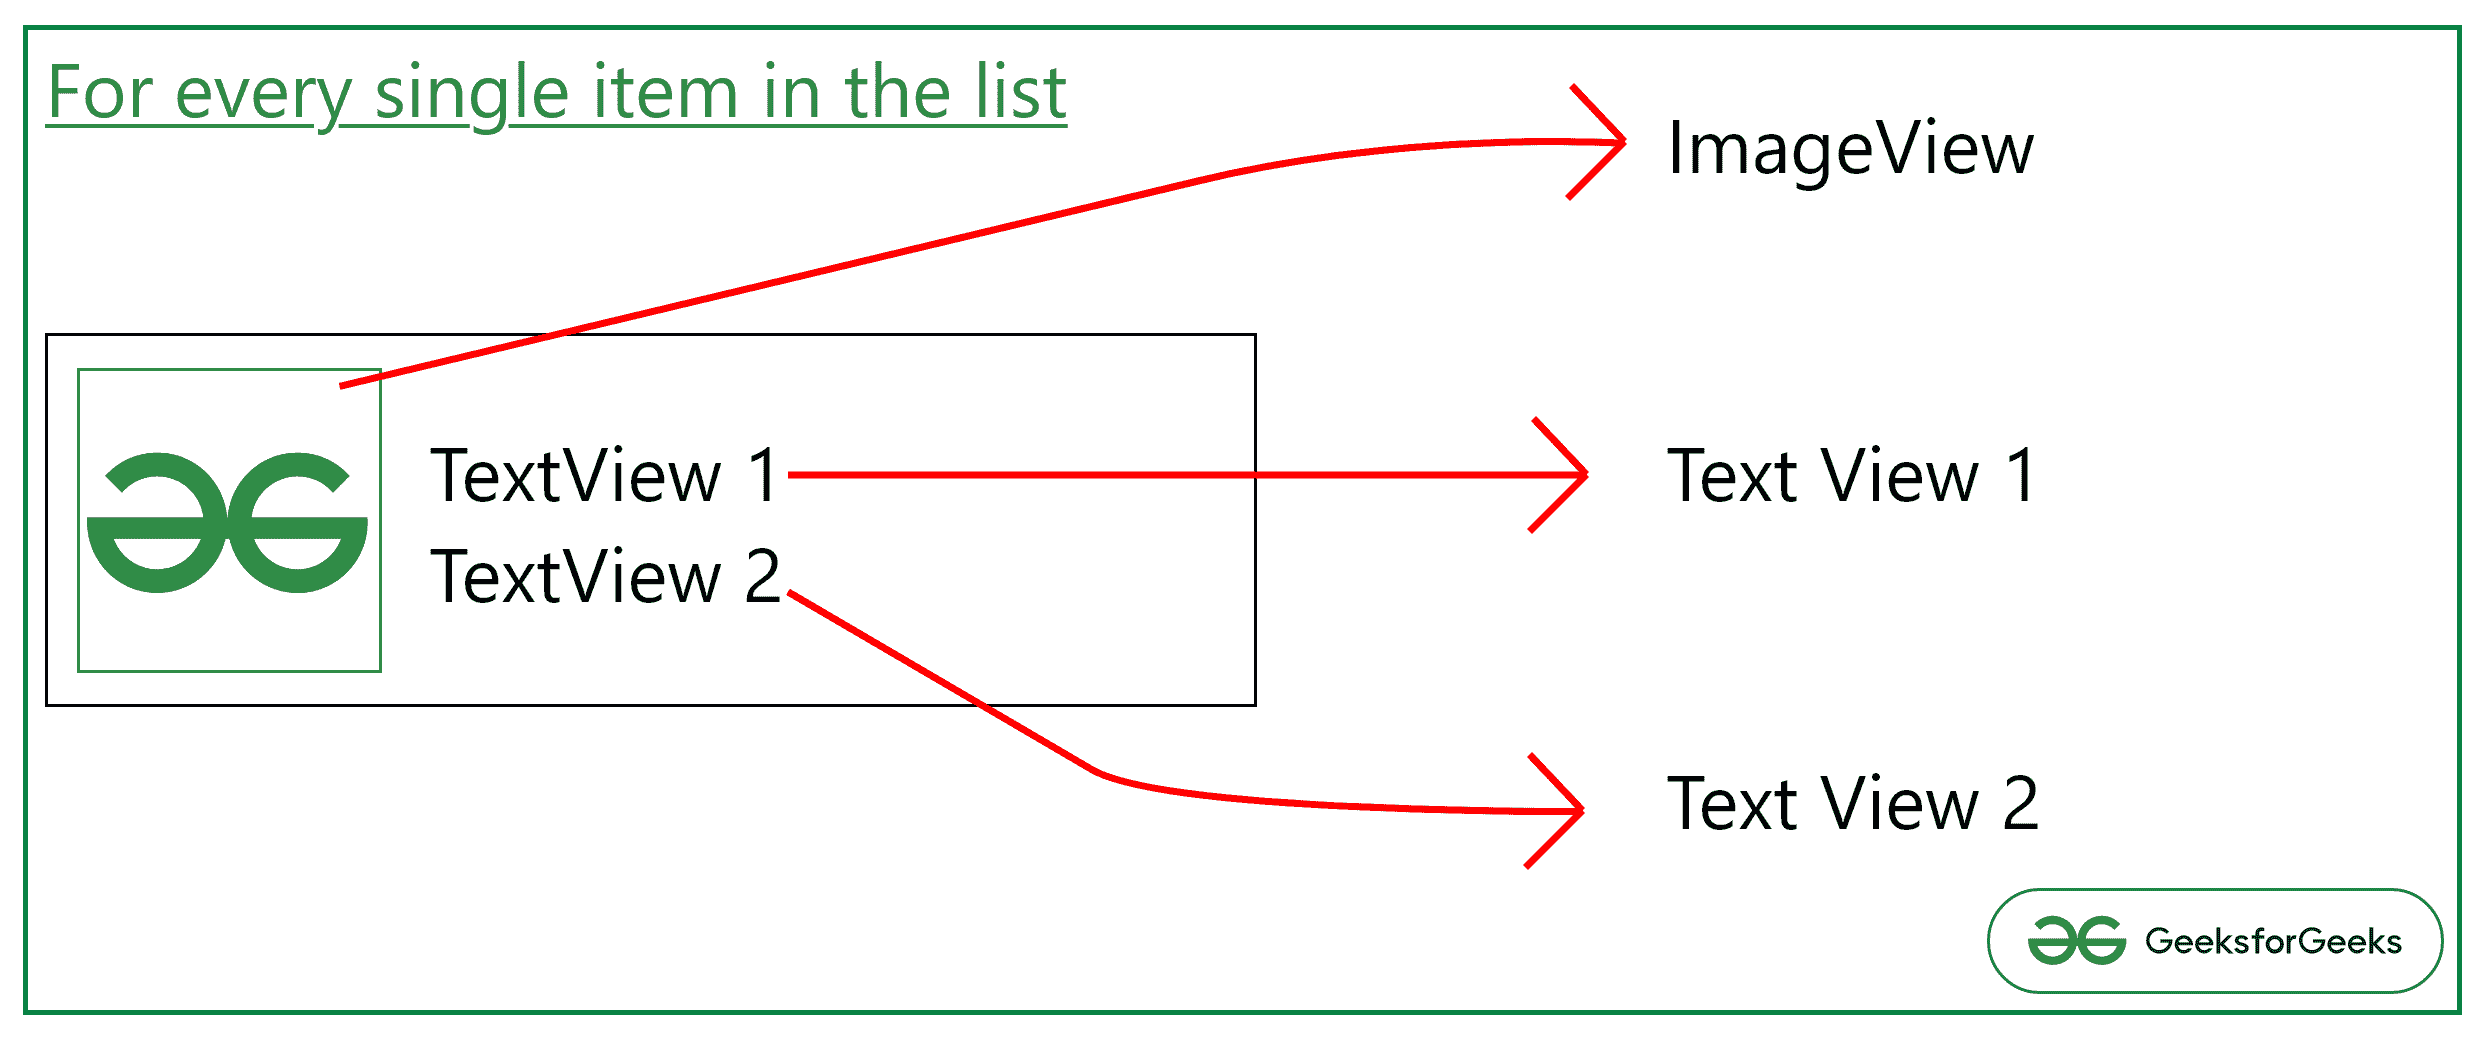 For every single item in the list
ImageView
TextView 1
Text View 1
TextView 2
Text View 2
GeeksforGeeks